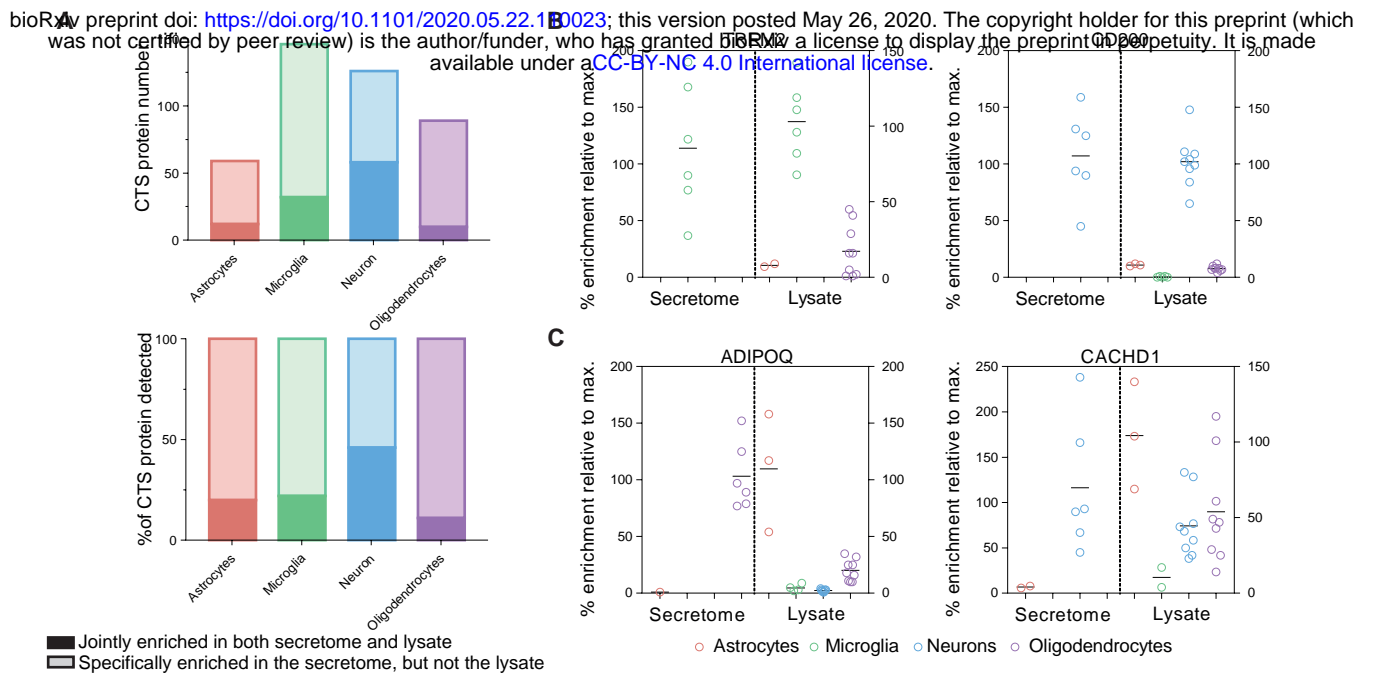 bioRxiv preprint doi: https://doi.org/10.1101/2020.05.22.110023; this version posted May 26, 2020. The copyright holder for this preprint (which
was not certified by peer review) is the author/funder, who has granted bioRxiv a license to display the preprint in perpetuity. It is made
available under aCC-BY-NC 4.0 International license.
A
CTS protein number
150
100
50
0
Astrocytes
Microglia
Neuron
Oligodendrocytes
%of CTS protein detected
100
50
0
Astrocytes
Microglia
Neuron
Oligodendrocytes
Jointly enriched in both secretome and lysate
Specifically enriched in the secretome, but not the lysate
B
TREM2
% enrichment relative to max.
200
150
100
50
0
150
100
50
0
Secretome
Lysate
CD200
% enrichment relative to max.
200
150
100
50
0
200
150
100
50
0
Secretome
Lysate
C
ADIPOQ
% enrichment relative to max.
200
150
100
50
0
200
150
100
50
0
Secretome
Lysate
CACHD1
% enrichment relative to max.
250
200
150
100
50
0
150
100
50
0
Secretome
Lysate
Astrocytes Microglia Neurons Oligodendrocytes